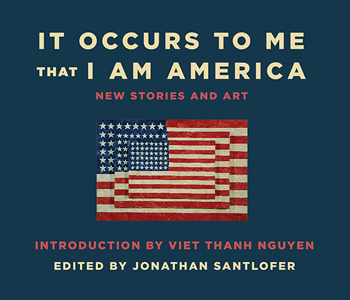 IT OCCURS TO ME
THAT I AM AMERICA
NEW STORIES AND ART
INTRODUCTION BY VIET THANH NGUYEN
EDITED BY JONATHAN SANTLOFER